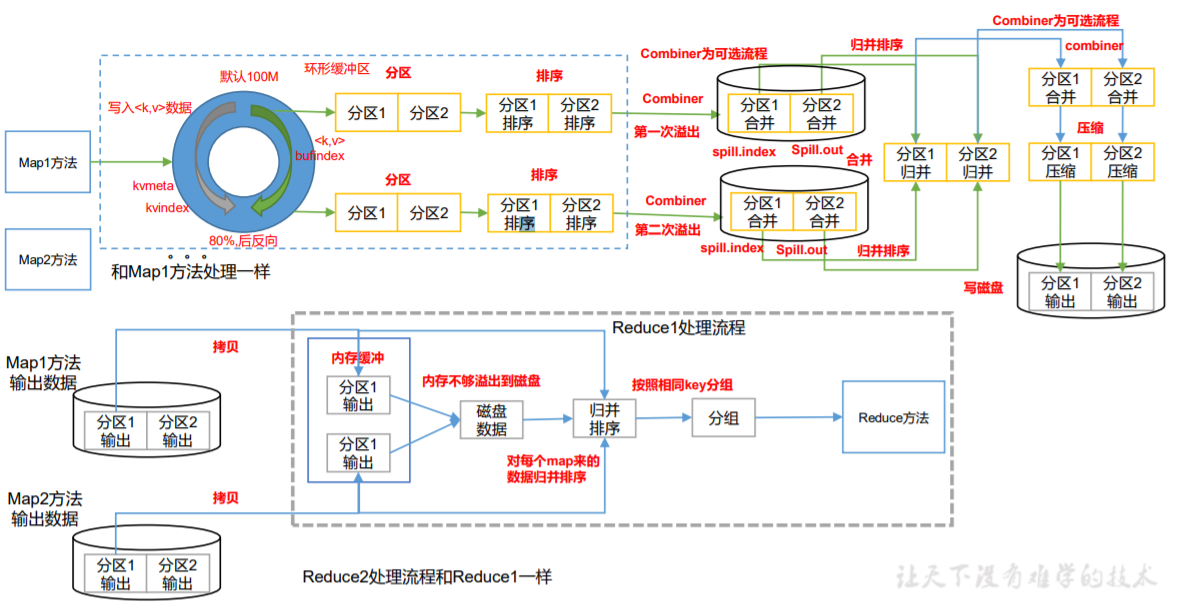 Combiner为可选流程
Combiner为可选流程
归并排序
combiner
默认100M
环形缓冲区
分区
排序
写入<k,v>数据
分区1
分区2
分区1
排序
分区2
排序
Combiner
第一次溢出
分区1
合并
分区2
合并
spill.index
Spill.out
分区1
合并
分区2
合并
压缩
Map1方法
<k,v>
bufindex
kvmeta
kvindex
合并
分区1
归并
分区2
归并
分区1
压缩
分区2
压缩
分区
排序
分区1
分区2
分区1
排序
分区2
排序
Combiner
第二次溢出
分区1
合并
分区2
合并
spill.index
Spill.out
归并排序
80%,后反向
Map2方法
。。。
和Map1方法处理一样
写磁盘
分区1
输出
分区2
输出
Reduce1处理流程
Map1方法
输出数据
拷贝
内存缓冲
分区1
输出
内存不够溢出到磁盘
按照相同key分组
分区1
输出
分区2
输出
磁盘
数据
归并
排序
分组
Reduce方法
分区1
输出
对每个map来的
数据归并排序
Map2方法
输出数据
拷贝
分区1
输出
分区2
输出
Reduce2处理流程和Reduce1一样
让天下没有难学的技术